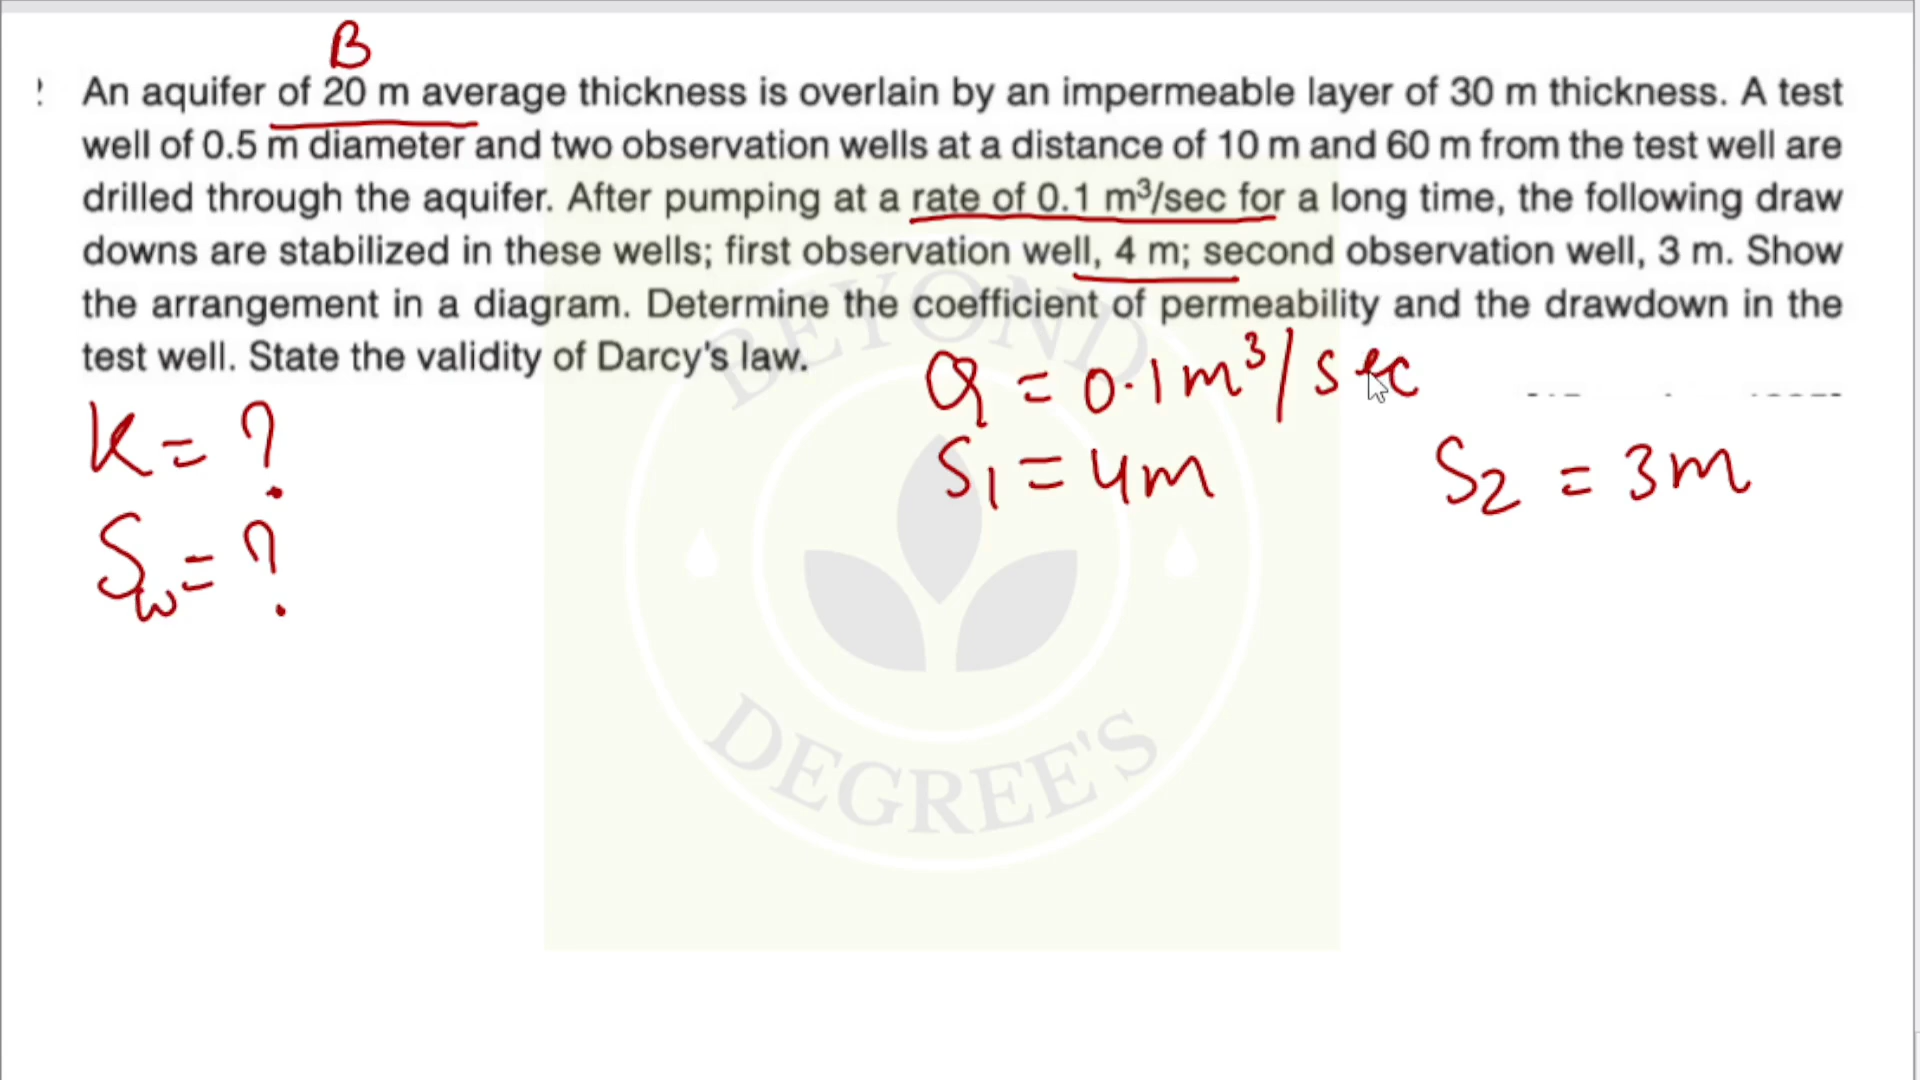 B
An aquifer of 20 m average thickness is overlain by an impermeable layer of 30 m thickness. A test
well of 0.5 m diameter and two observation wells at a distance of 10 m and 60 m from the test well are
drilled through the aquifer. After pumping at a rate of 0.1 m³/sec for a long time, the following draw
downs are stabilized in these wells; first observation well, 4 m; second observation well, 3 m. Show
the arrangement in a diagram. Determine the coefficient of permeability and the drawdown in the
test well. State the validity of Darcy's law.
Q = 0.1 m³/sec
K = ?
S₁ = 4m S₂ = 3m
Sw = ?
BEYOND
DEGREE'S